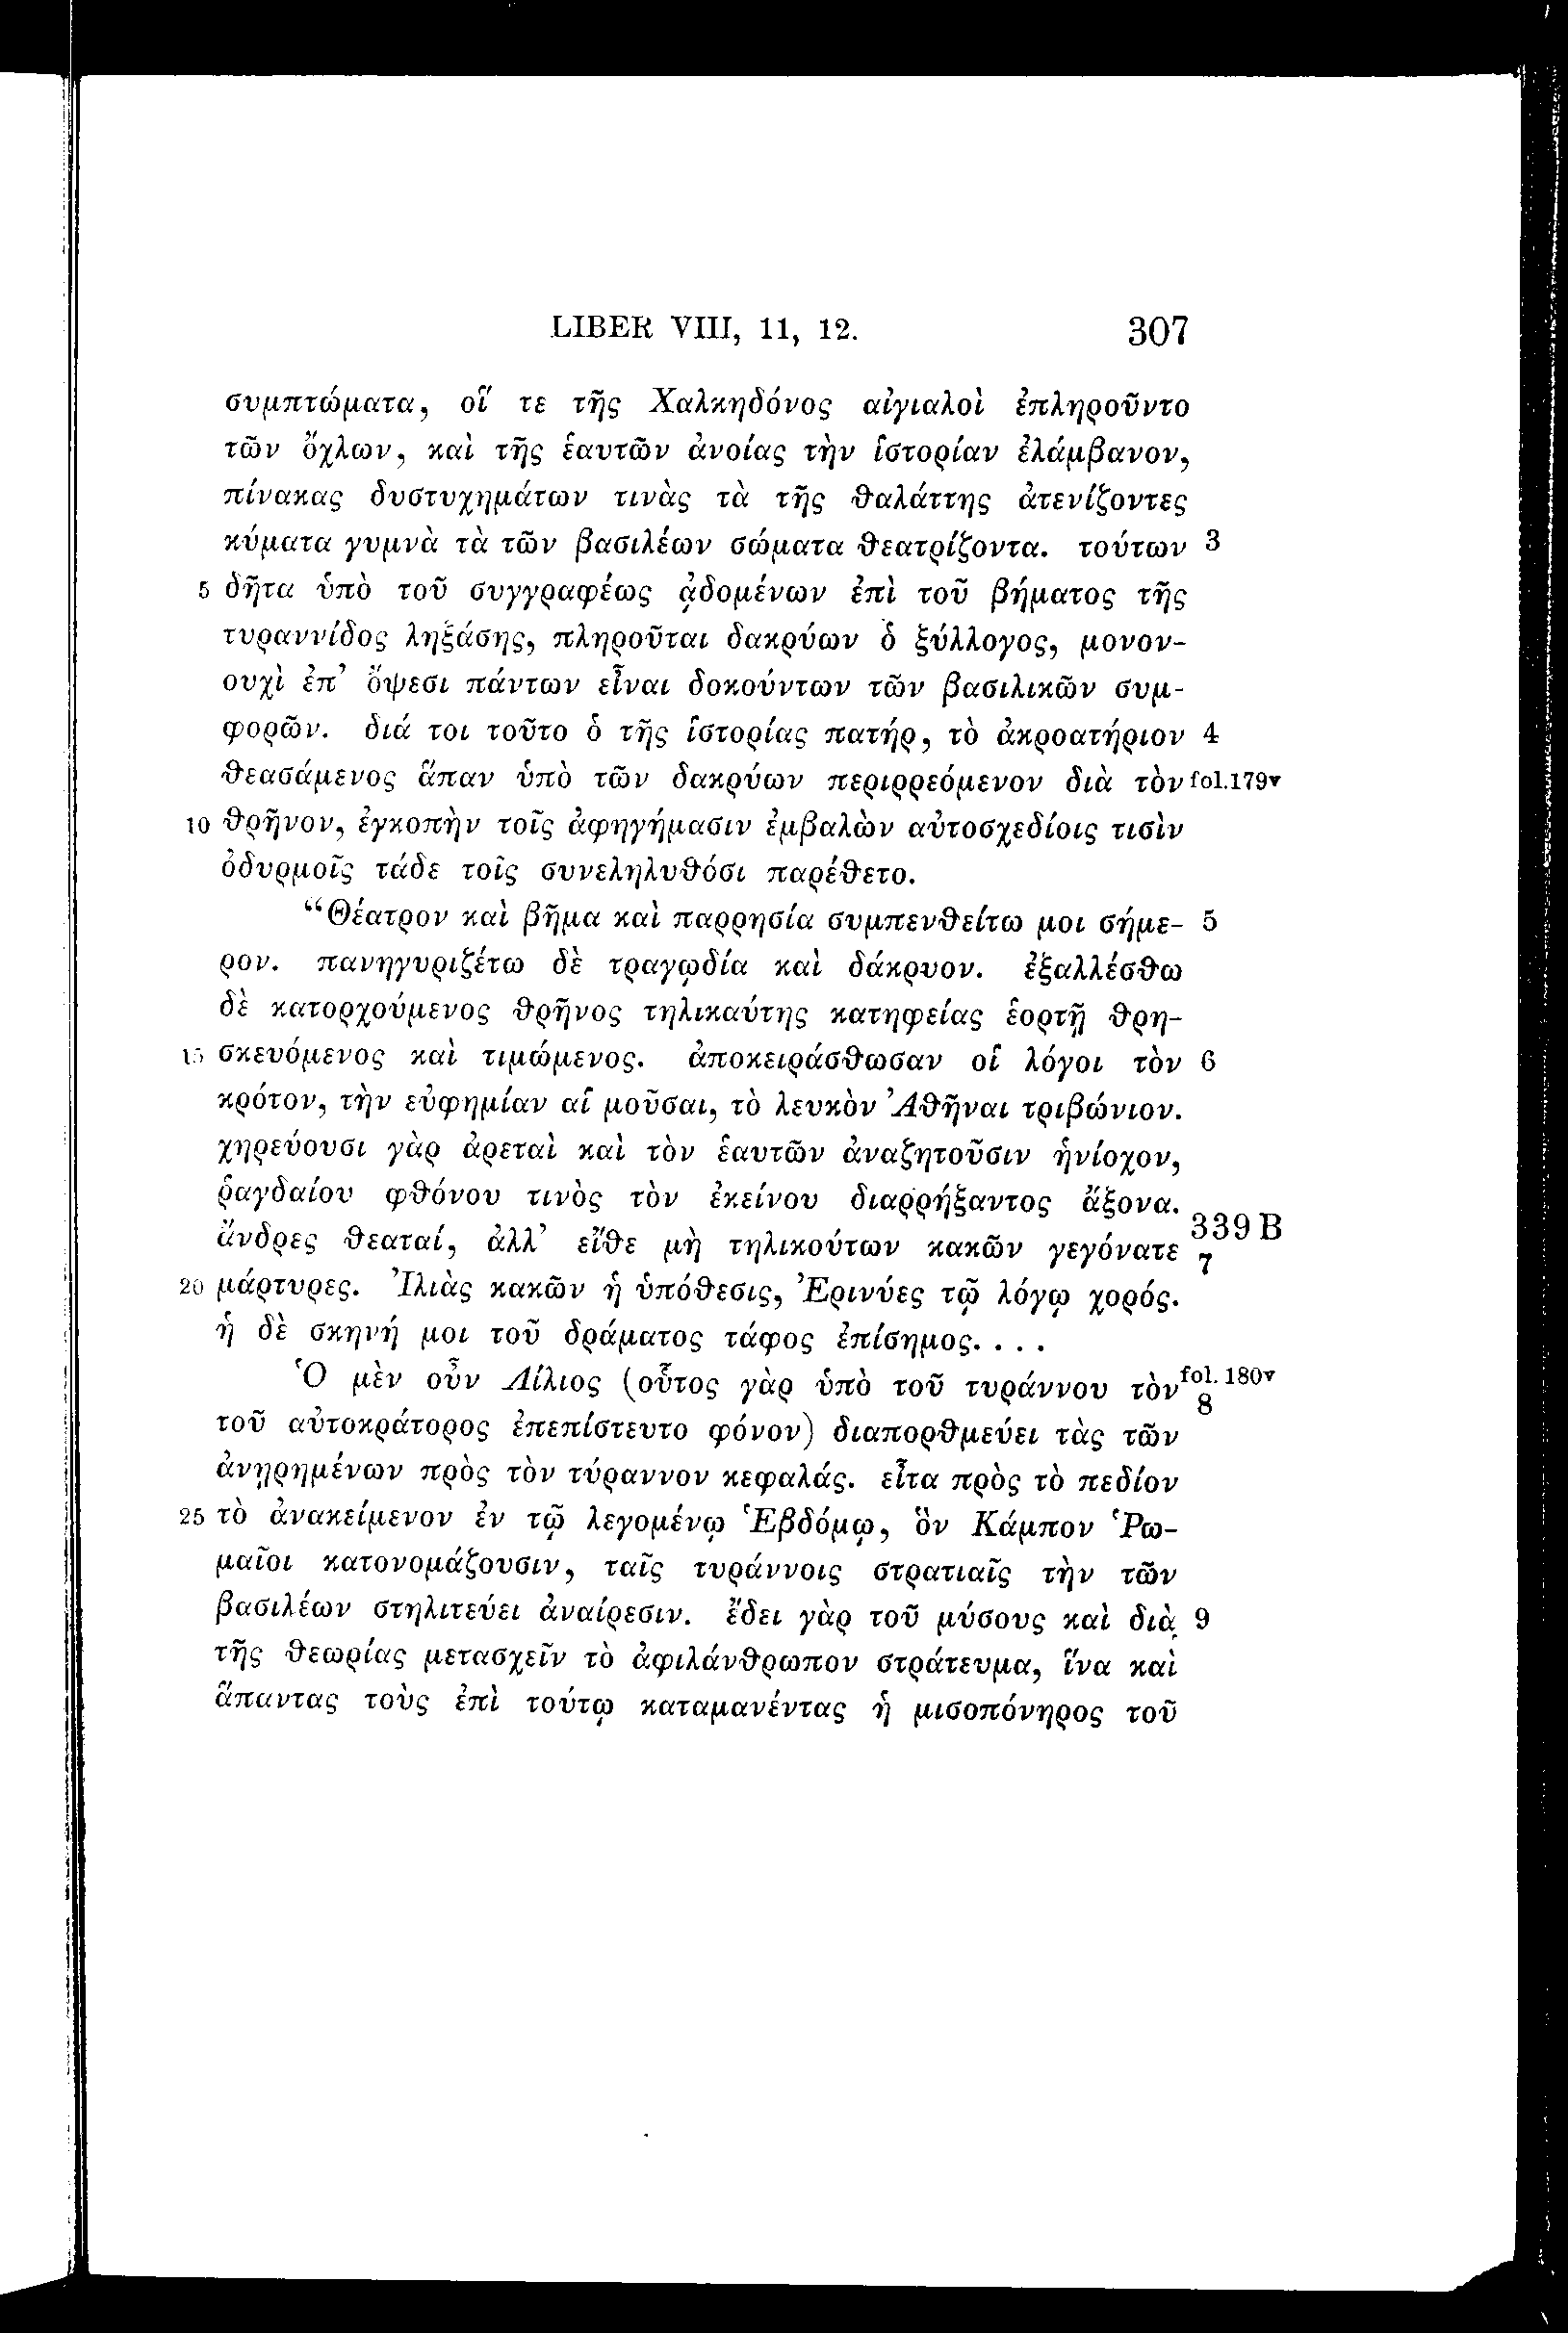 LIBER VIII, 11, 12. 307
συμπτώματα, οἵ τε τῆς Χαλκηδόνος αἰγιαλοὶ ἐπληροῦντο
τῶν ὄχλων, καὶ τῆς ἑαυτῶν ἀνοίας τὴν ἱστορίαν ἐλάμβανον,
πίνακας δυστυχημάτων τινὰς τὰ τῆς θαλάττης ἀτενίζοντες
κύματα γυμνὰ τὰ τῶν βασιλέων σώματα θεατρίζοντα. τούτων 3
5 δῆτα ὑπὸ τοῦ συγγραφέως ᾀδομένων ἐπὶ τοῦ βήματος τῆς
τυραννίδος ληξάσης, πληροῦται δακρύων ὁ ξύλλογος, μονον-
ουχὶ ἐπ’ ὄψεσι πάντων εἶναι δοκούντων τῶν βασιλικῶν συμ-
φορῶν. διά τοι τοῦτο ὁ τῆς ἱστορίας πατήρ, τὸ ἀκροατήριον 4
θεασάμενος ἅπαν ὑπὸ τῶν δακρύων περιρρεόμενον διὰ τὸν fol.179v
10 θρῆνον, ἐγκοπὴν τοῖς ἀφηγήμασιν ἐμβαλὼν αὐτοσχεδίοις τισὶν
ὀδυρμοῖς τάδε τοῖς συνεληλυθόσι παρέθετο.
“Θέατρον καὶ βῆμα καὶ παρρησία συμπενθείτω μοι σήμε- 5
ρον. πανηγυριζέτω δὲ τραγῳδία καὶ δάκρυον. ἐξαλλέσθω
δὲ κατορχούμενος θρῆνος τηλικαύτης κατηφείας ἑορτῇ θρη-
15 σκευόμενος καὶ τιμώμενος. ἀποκειράσθωσαν οἱ λόγοι τὸν 6
κρότον, τὴν εὐφημίαν αἱ μοῦσαι, τὸ λευκὸν Ἀθῆναι τριβώνιον.
χηρεύουσι γὰρ ἀρεταὶ καὶ τὸν ἑαυτῶν ἀναζητοῦσιν ἡνίοχον,
ῥαγδαίου φθόνου τινὸς τὸν ἐκείνου διαρρήξαντος ἄξονα.
ἄνδρες θεαταί, ἀλλ’ εἴθε μὴ τηλικούτων κακῶν γεγόνατε 339 B 7
20 μάρτυρες. Ἰλιὰς κακῶν ἡ ὑπόθεσις, Ἐρινύες τῷ λόγῳ χορός.
ἡ δὲ σκηνή μοι τοῦ δράματος τάφος ἐπίσημος. . . .
Ὁ μὲν οὖν Λίλιος (οὗτος γὰρ ὑπὸ τοῦ τυράννου τὸν fol. 180v 8
τοῦ αὐτοκράτορος ἐπεπίστευτο φόνον) διαπορθμεύει τὰς τῶν
ἀνῃρημένων πρὸς τὸν τύραννον κεφαλάς. εἶτα πρὸς τὸ πεδίον
25 τὸ ἀνακείμενον ἐν τῷ λεγομένῳ Ἑβδόμῳ, ὃν Κάμπον Ῥω-
μαῖοι κατονομάζουσιν, ταῖς τυράννοις στρατιαῖς τὴν τῶν
βασιλέων στηλιτεύει ἀναίρεσιν. ἔδει γὰρ τοῦ μύσους καὶ διὰ 9
τῆς θεωρίας μετασχεῖν τὸ ἀφιλάνθρωπον στράτευμα, ἵνα καὶ
ἅπαντας τοὺς ἐπὶ τούτῳ καταμανέντας ἡ μισοπόνηρος τοῦ